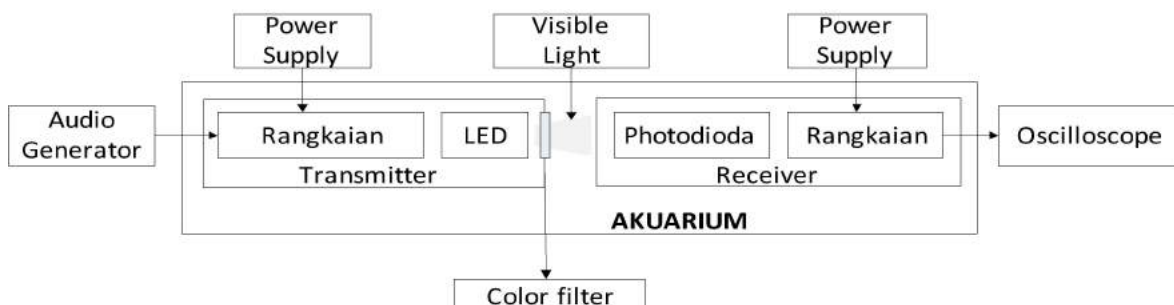 Power
Supply
Visible
Light
Power
Supply
Audio
Generator
Rangkaian
LED
Transmitter
Photodioda
Rangkaian
Receiver
Oscilloscope
AKUARIUM
Color filter